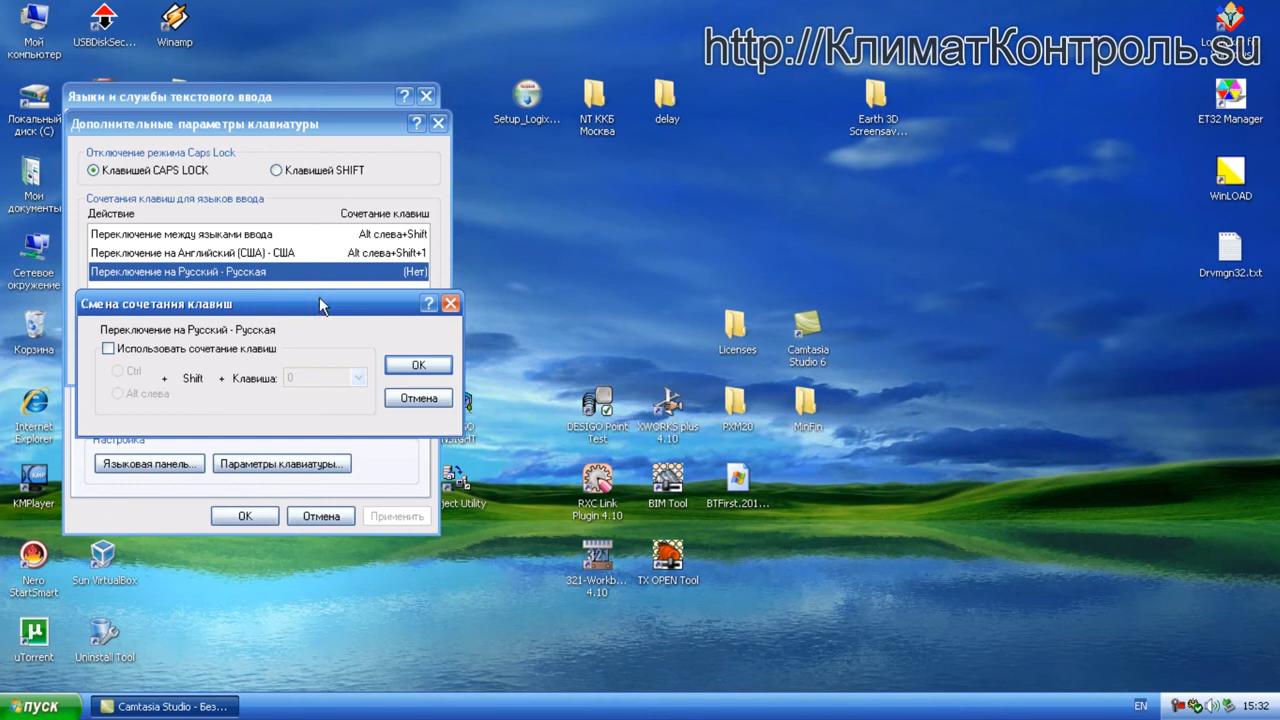 http://КлиматКонтроль.su
Мой
компьютер
USBDiskSec...
Winamp
Локальный
диск (C)
Мои
документы
Сетевое
окружение
Корзина
Internet
Explorer
KMPlayer
Nero
StartSmart
Sun VirtualBox
uTorrent
Uninstall Tool
Языки и службы текстового ввода
Дополнительные параметры клавиатуры
Отключение режима Caps Lock
Клавишей CAPS LOCK
Клавишей SHIFT
Сочетания клавиш для языков ввода
Действие
Сочетание клавиш
Переключение между языками ввода
Alt слева+Shift
Переключение на Английский (США) - США
Alt слева+Shift+1
Переключение на Русский - Русская
(Нет)
Смена сочетания клавиш
Переключение на Русский - Русская
Использовать сочетание клавиш
Ctrl
+ Shift + Клавиша: 0
Alt слева
OK
Отмена
Настройка
Языковая панель...
Параметры клавиатуры...
OK
Отмена
Применить
ject Utility
Setup_Logix...
NT ККБ
Москва
delay
Earth 3D
Screensav...
ET32 Manager
WinLOAD
Drvmgn32.txt
Licenses
Camtasia
Studio 6
DESIGO Point
Test
XWORKS plus
4.10
PXM20
MinFin
RXC Link
Plugin 4.10
BIM Tool
BTFirst.201...
321-Workb...
4.10
TX OPEN Tool
пуск
Camtasia Studio - Без...
EN
15:32